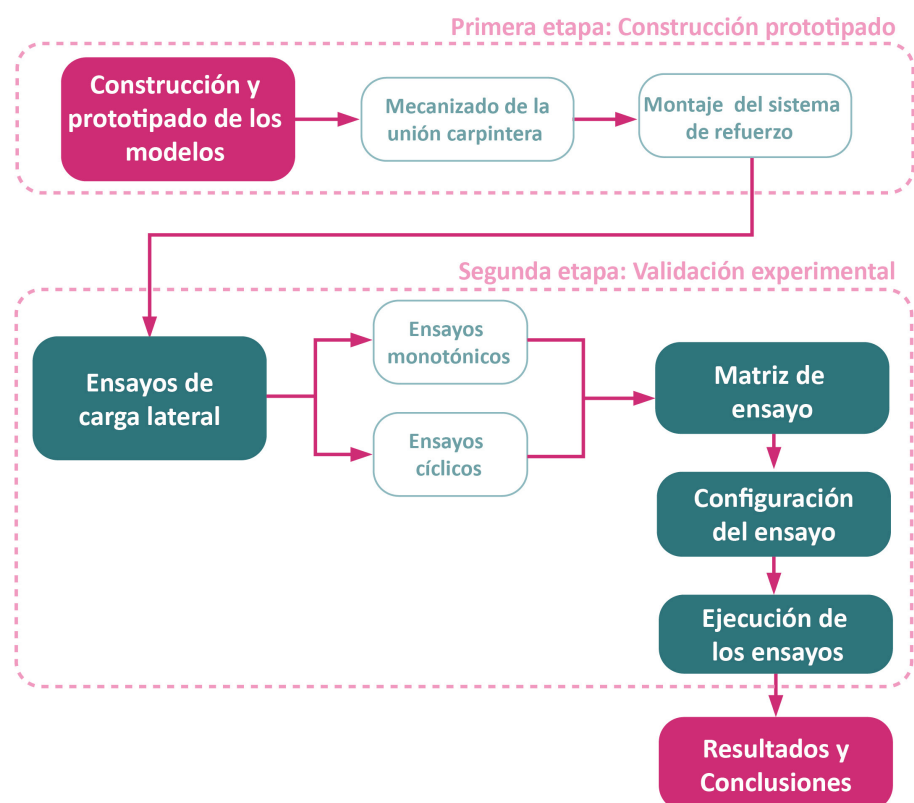 Primera etapa: Construcción prototipado
Construcción y
prototipado de los
modelos
Mecanizado de la
unión carpintera
Montaje del sistema
de refuerzo
Segunda etapa: Validación experimental
Ensayos de
carga lateral
Ensayos
monotónicos
Ensayos
cíclicos
Matriz de
ensayo
Configuración
del ensayo
Ejecución de
los ensayos
Resultados y
Conclusiones